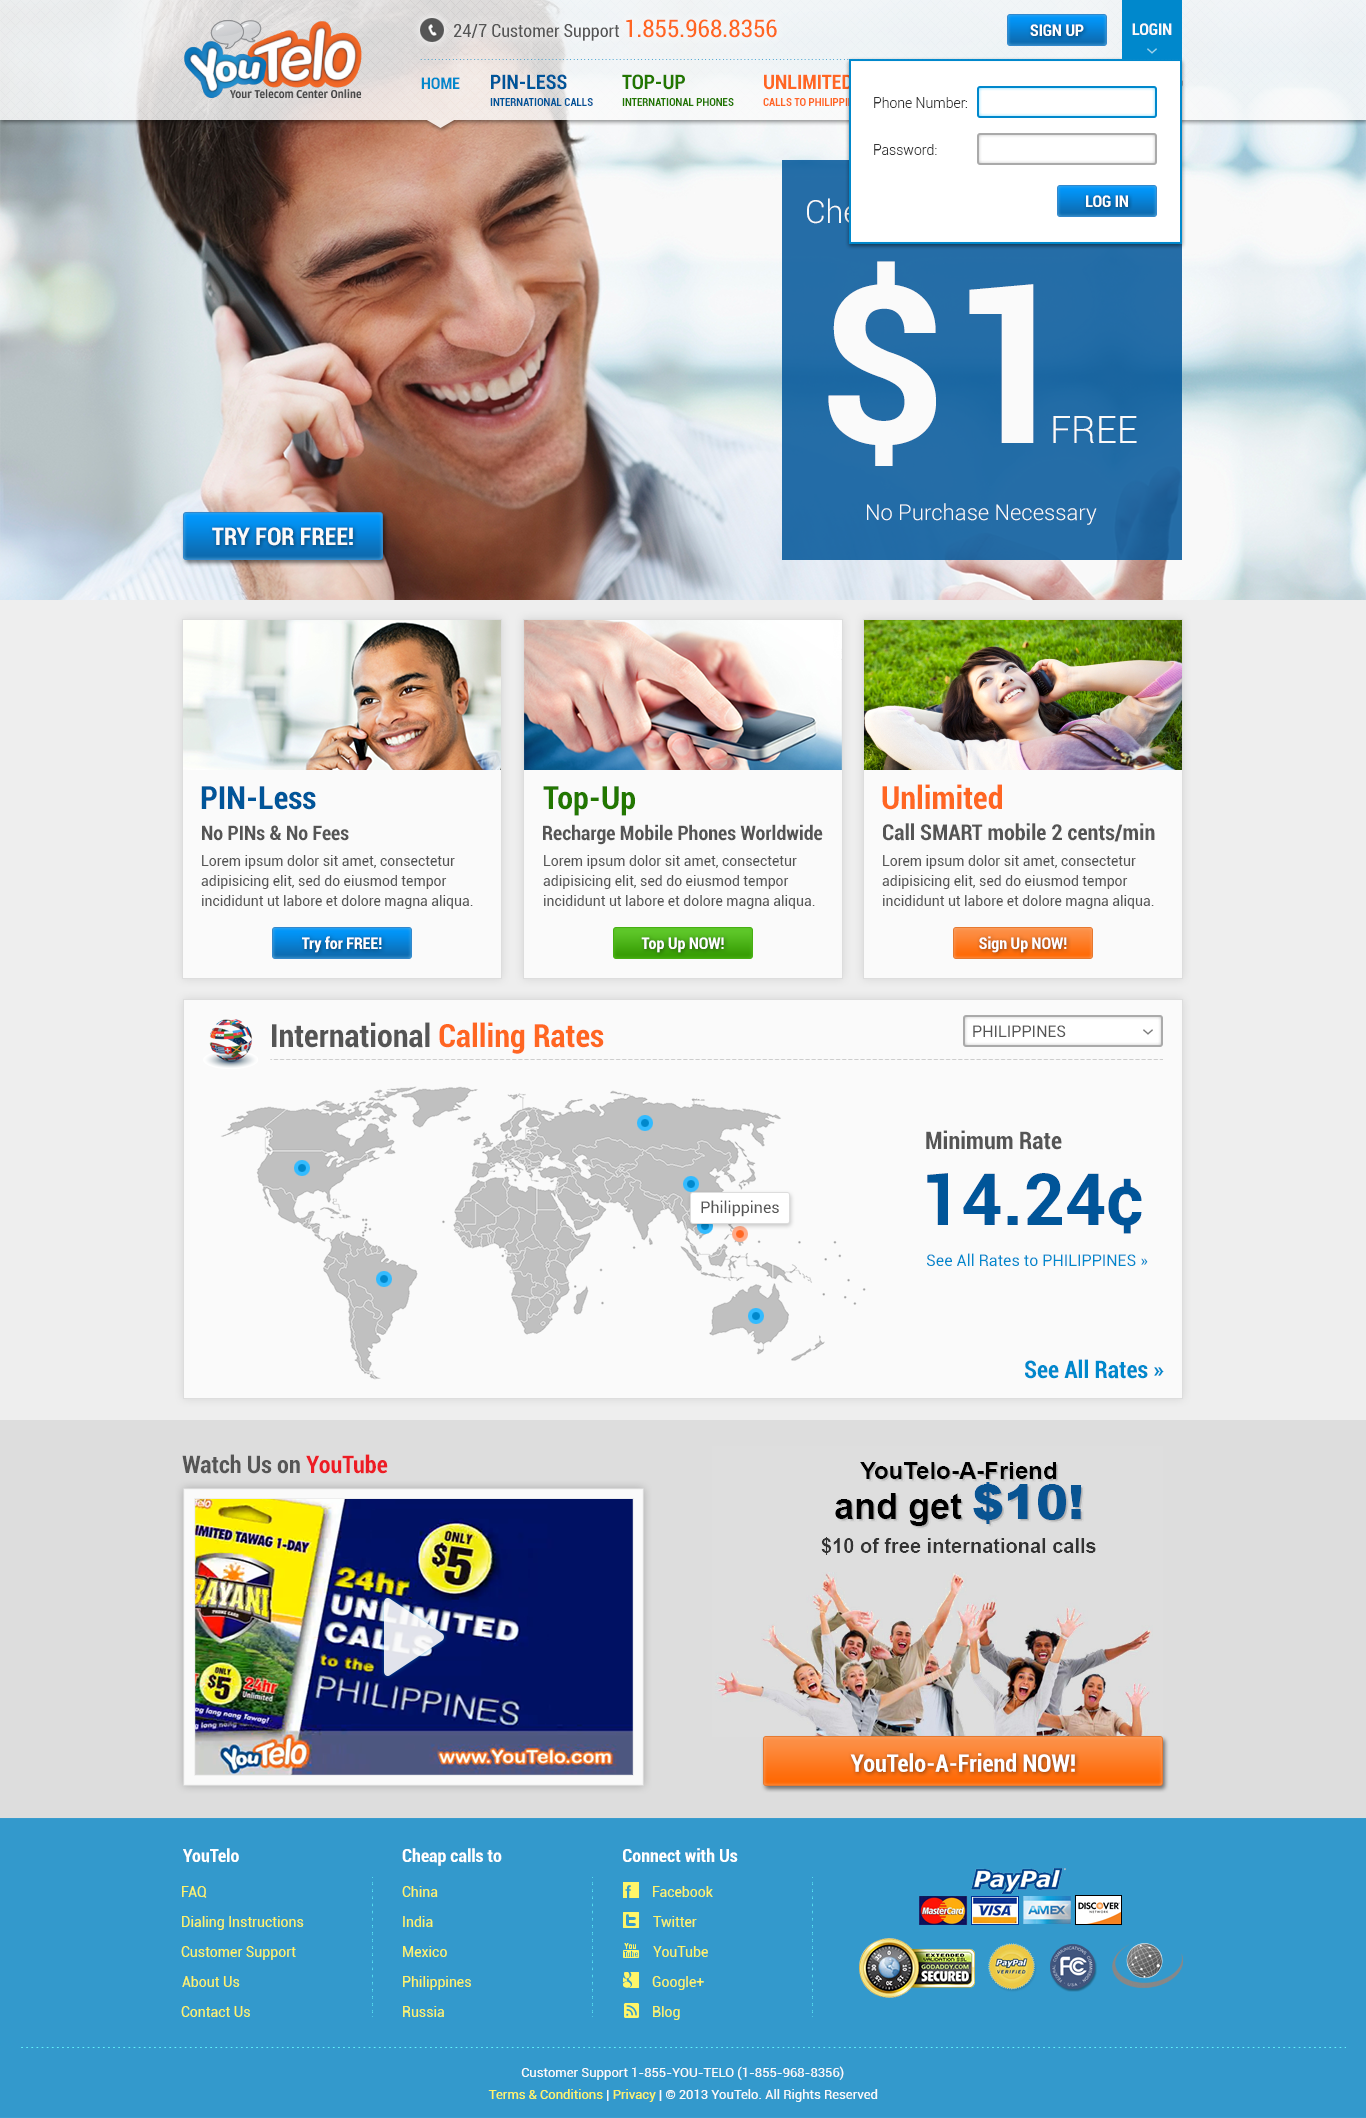 YouTelo
Your Telecom Center Online
24/7 Customer Support 1.855.968.8356
SIGN UP
LOGIN
HOME
PIN-LESS
INTERNATIONAL CALLS
TOP-UP
INTERNATIONAL PHONES
UNLIMITED
CALLS TO
Phone Number:
Password:
LOG IN
$1 FREE
No Purchase Necessary
TRY FOR FREE!
PIN-Less
No PINs & No Fees
Lorem ipsum dolor sit amet, consectetur
adipisicing elit, sed do eiusmod tempor
incididunt ut labore et dolore magna aliqua.
Try for FREE!
Top-Up
Recharge Mobile Phones Worldwide
Lorem ipsum dolor sit amet, consectetur
adipisicing elit, sed do eiusmod tempor
incididunt ut labore et dolore magna aliqua.
Top Up NOW!
Unlimited
Call SMART mobile 2 cents/min
Lorem ipsum dolor sit amet, consectetur
adipisicing elit, sed do eiusmod tempor
incididunt ut labore et dolore magna aliqua.
Sign Up NOW!
International Calling Rates
PHILIPPINES
Philippines
Minimum Rate
14.24¢
See All Rates to PHILIPPINES »
See All Rates »
Watch Us on YouTube
TAWAG 1-DAY
BAYANI
PHONE CARD
ONLY
$5
24hr
Unlimited
ONLY
$5
24hr
UNLIMITED
CALLS
to the
PHILIPPINES
YouTelo
www.YouTelo.com
YouTelo-A-Friend
and get $10!
$10 of free international calls
YouTelo-A-Friend NOW!
YouTelo
FAQ
Dialing Instructions
Customer Support
About Us
Contact Us
Cheap calls to
China
India
Mexico
Philippines
Russia
Connect with Us
Facebook
Twitter
YouTube
Google+
Blog
PayPal
MasterCard
VISA
AMEX
DISCOVER
NETWORK
EXTENDED
VALIDATION SSL
GODADDY.COM
SECURED
PayPal
VERIFIED
FC
Customer Support 1-855-YOU-TELO (1-855-968-8356)
Terms & Conditions | Privacy | © 2013 YouTelo. All Rights Reserved